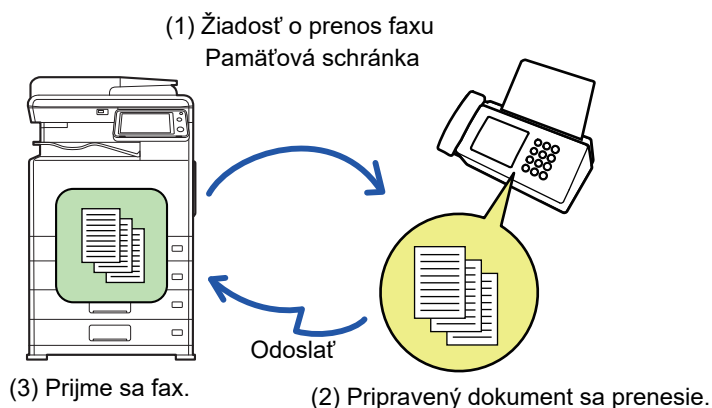 (1) Žiadosť o prenos faxu
Pamäťová schránka
Odoslať
(3) Prijme sa fax.
(2) Pripravený dokument sa prenesie.